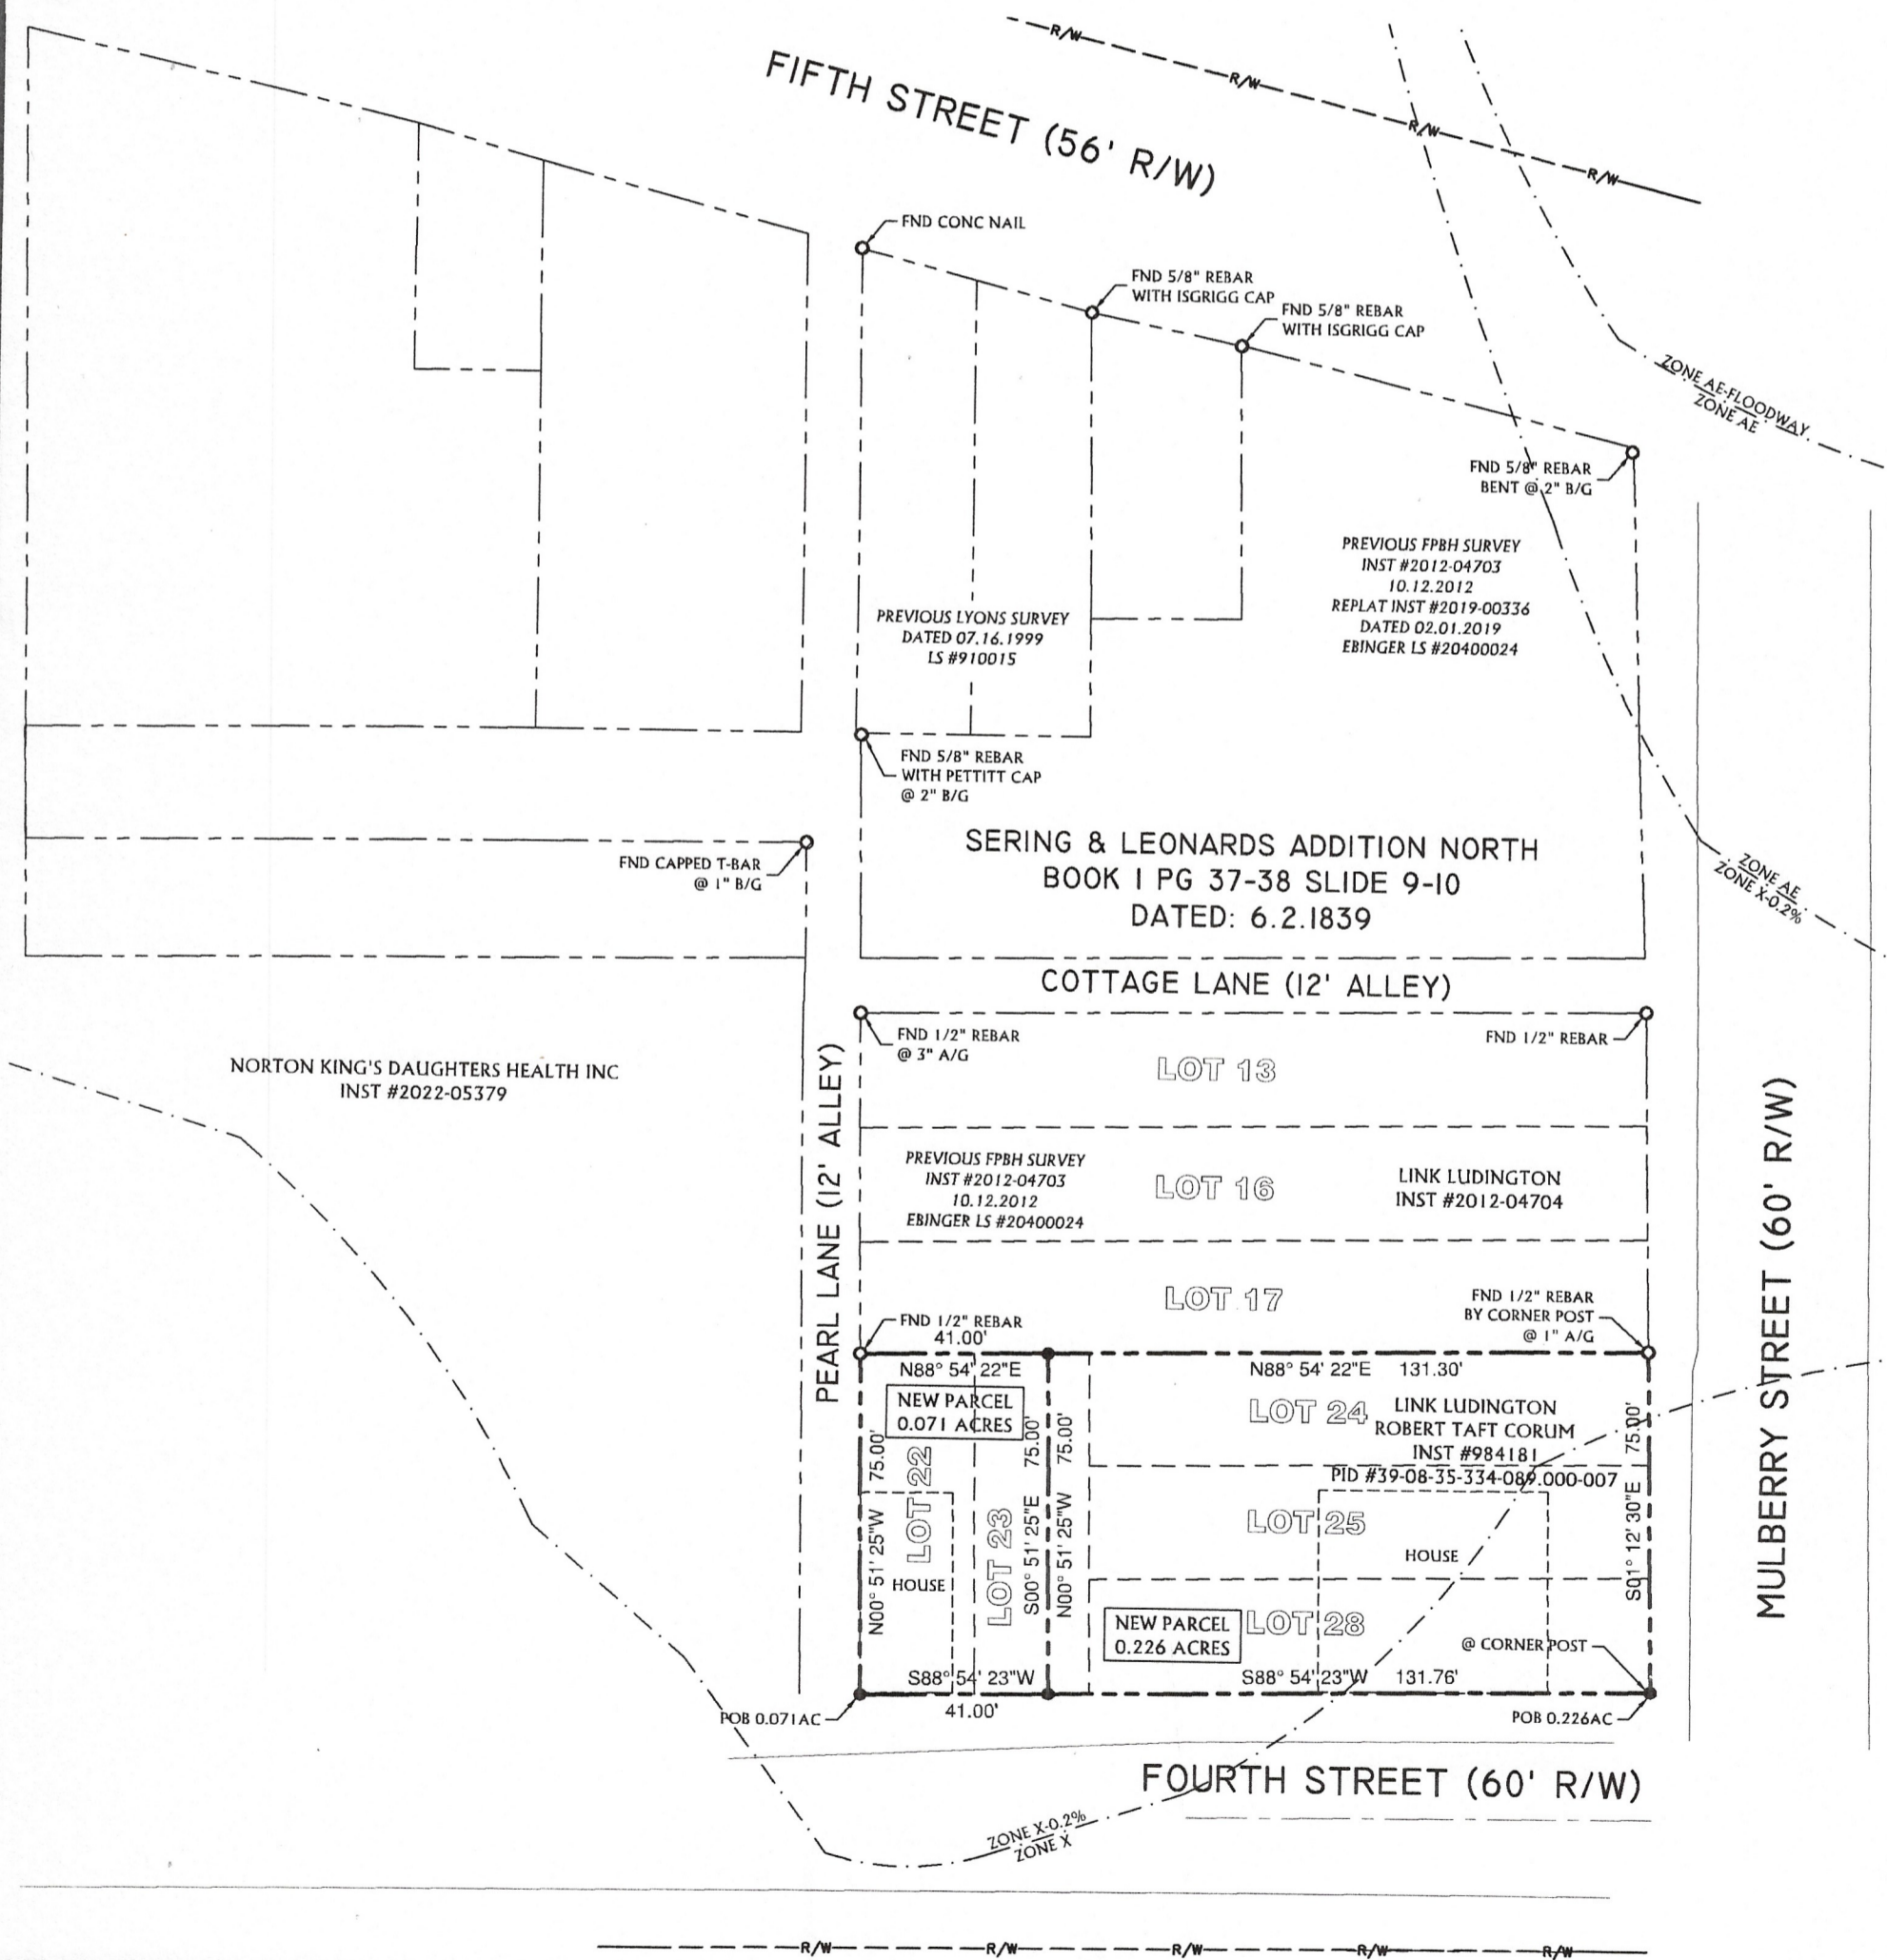 R/W
R/W
R/W
R/W
FIFTH STREET (56' R/W)
FND CONC NAIL
FND 5/8" REBAR
WITH ISGRIGG CAP
FND 5/8" REBAR
WITH ISGRIGG CAP
ZONE AE-FLOODWAY
ZONE AE
FND 5/8" REBAR
BENT @ 2" B/G
PREVIOUS FPBH SURVEY
INST #2012-04703
10.12.2012
REPLAT INST #2019-00336
DATED 02.01.2019
EBINGER LS #20400024
PREVIOUS LYONS SURVEY
DATED 07.16.1999
LS #910015
FND 5/8" REBAR
WITH PETTITT CAP
@ 2" B/G
FND CAPPED T-BAR
@ 1" B/G
SERING & LEONARDS ADDITION NORTH
BOOK 1 PG 37-38 SLIDE 9-10
DATED: 6.2.1839
ZONE AE
ZONE X-0.2%
COTTAGE LANE (12' ALLEY)
FND 1/2" REBAR
@ 3" A/G
FND 1/2" REBAR
NORTON KING'S DAUGHTERS HEALTH INC
INST #2022-05379
PEARL LANE (12' ALLEY)
LOT 13
PREVIOUS FPBH SURVEY
INST #2012-04703
10.12.2012
EBINGER LS #20400024
LOT 16
LINK LUDINGTON
INST #2012-04704
MULBERRY STREET (60' R/W)
LOT 17
FND 1/2" REBAR
FND 1/2" REBAR
BY CORNER POST
@ 1" A/G
41.00'
N88° 54' 22"E
N88° 54' 22"E 131.30'
NEW PARCEL
0.071 ACRES
LOT 24
LINK LUDINGTON
ROBERT TAFT CORUM
INST #984181
PID #39-08-35-334-089.000-007
N00° 51' 25"W 75.00'
LOT 22
HOUSE
LOT 23
S00° 51' 25"E 75.00'
N00° 51' 25"W 75.00'
LOT 25
HOUSE
S01° 12' 30"E 75.00'
NEW PARCEL
0.226 ACRES
LOT 28
@ CORNER POST
S88° 54' 23"W
41.00'
S88° 54' 23"W 131.76'
POB 0.071AC
POB 0.226AC
FOURTH STREET (60' R/W)
ZONE X-0.2%
ZONE X
R/W
R/W
R/W
R/W
R/W